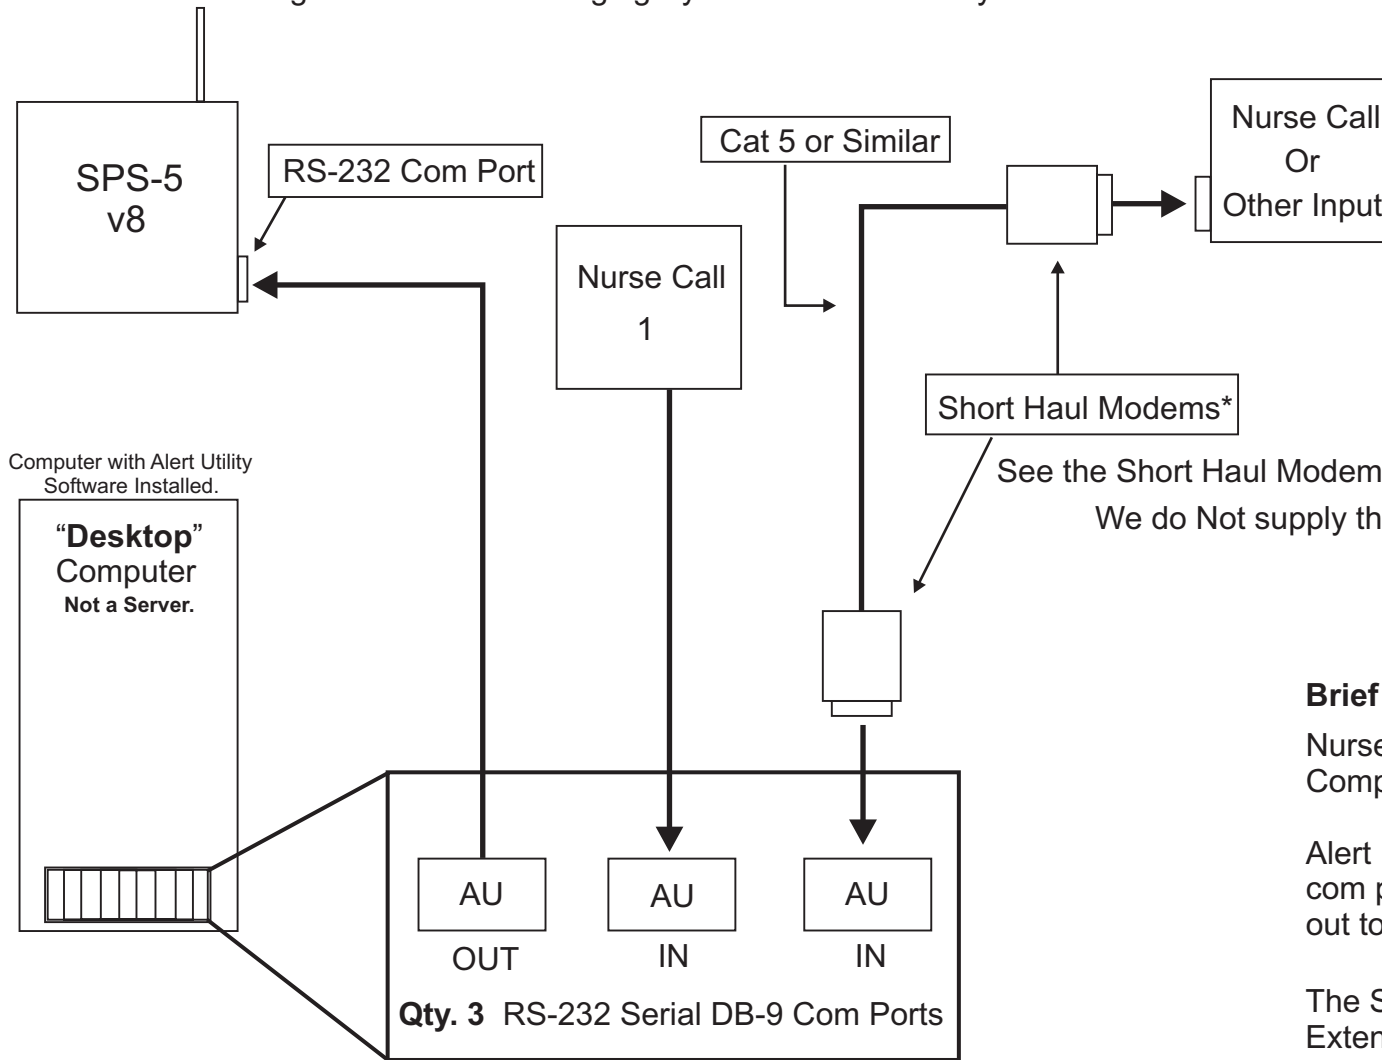 SPS-5
v8
RS-232 Com Port
Cat 5 or Similar
Nurse Call
Or
Other Input
Nurse Call
1
Short Haul Modems*
See the Short Haul Modem
We do Not supply th
Computer with Alert Utility
Software Installed.
“Desktop”
Computer
Not a Server.
Brief
Nurse
Comp
Alert
com p
out to
The S
Exten
AU
OUT
AU
IN
AU
IN
Qty. 3 RS-232 Serial DB-9 Com Ports